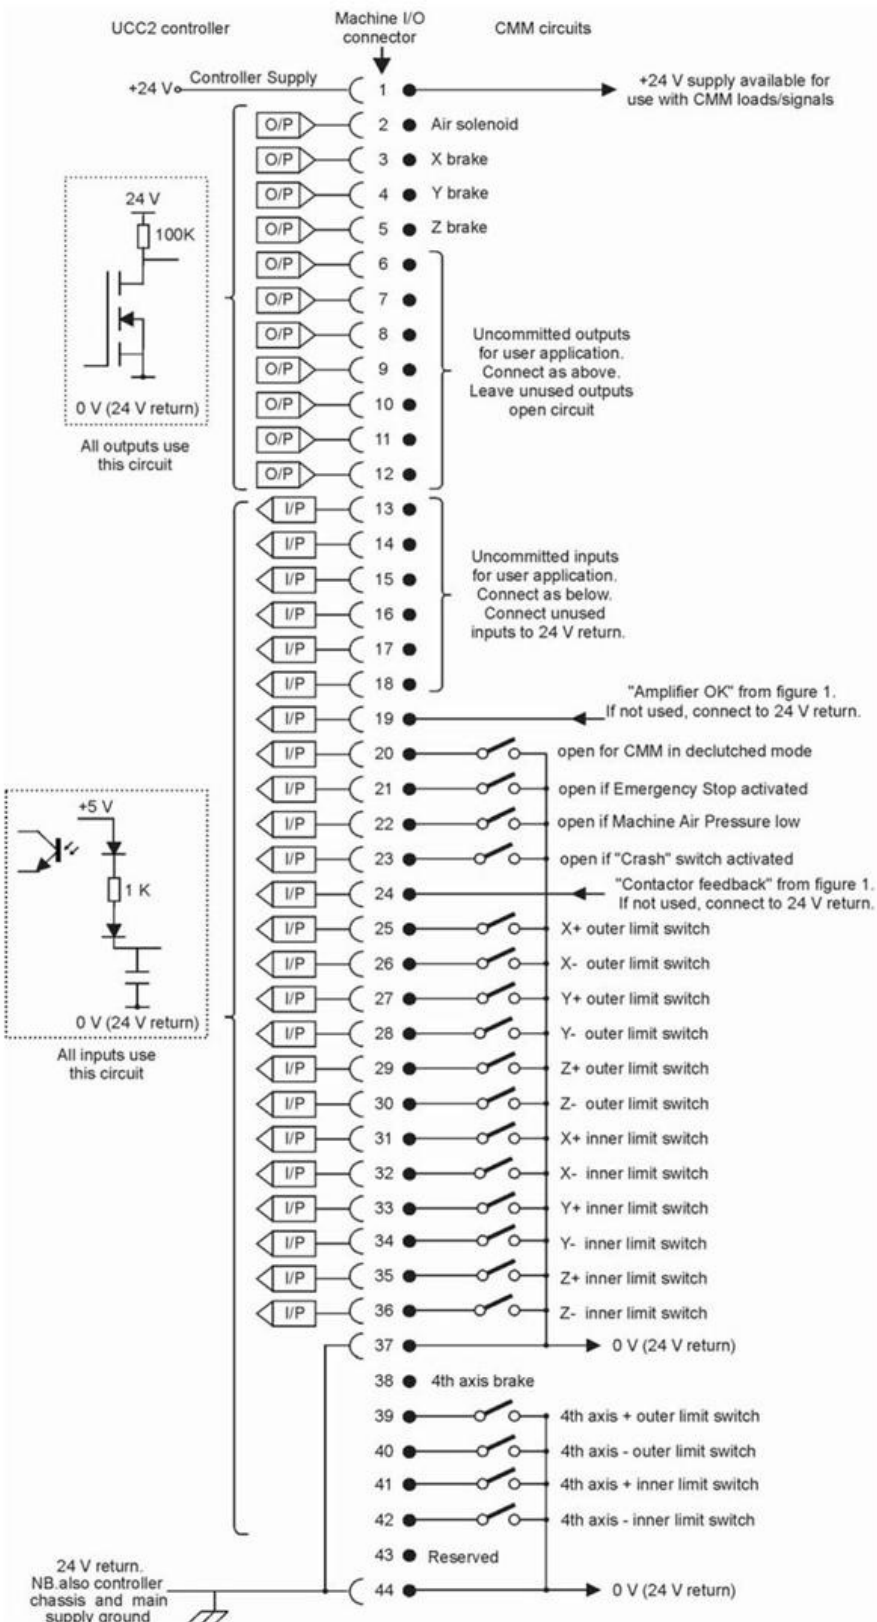 UCC2 controller
Machine I/O
connector
CMM circuits
+24 V
Controller Supply
1
+24 V supply available for
use with CMM loads/signals
O/P 2 Air solenoid
O/P 3 X brake
O/P 4 Y brake
O/P 5 Z brake
O/P 6
O/P 7
O/P 8
O/P 9
O/P 10
O/P 11
O/P 12
24 V
100K
0 V (24 V return)
All outputs use
this circuit
Uncommitted outputs
for user application.
Connect as above.
Leave unused outputs
open circuit
I/P 13
I/P 14
I/P 15
I/P 16
I/P 17
I/P 18
Uncommitted inputs
for user application.
Connect as below.
Connect unused
inputs to 24 V return.
"Amplifier OK" from figure 1.
If not used, connect to 24 V return.
I/P 19
I/P 20 open for CMM in declutched mode
I/P 21 open if Emergency Stop activated
I/P 22 open if Machine Air Pressure low
I/P 23 open if "Crash" switch activated
I/P 24 "Contactor feedback" from figure 1.
If not used, connect to 24 V return.
+5 V
1 K
0 V (24 V return)
All inputs use
this circuit
I/P 25 X+ outer limit switch
I/P 26 X- outer limit switch
I/P 27 Y+ outer limit switch
I/P 28 Y- outer limit switch
I/P 29 Z+ outer limit switch
I/P 30 Z- outer limit switch
I/P 31 X+ inner limit switch
I/P 32 X- inner limit switch
I/P 33 Y+ inner limit switch
I/P 34 Y- inner limit switch
I/P 35 Z+ inner limit switch
I/P 36 Z- inner limit switch
37 0 V (24 V return)
38 4th axis brake
39 4th axis + outer limit switch
40 4th axis - outer limit switch
41 4th axis + inner limit switch
42 4th axis - inner limit switch
43 Reserved
44 0 V (24 V return)
24 V return.
NB.also controller
chassis and main
supply ground